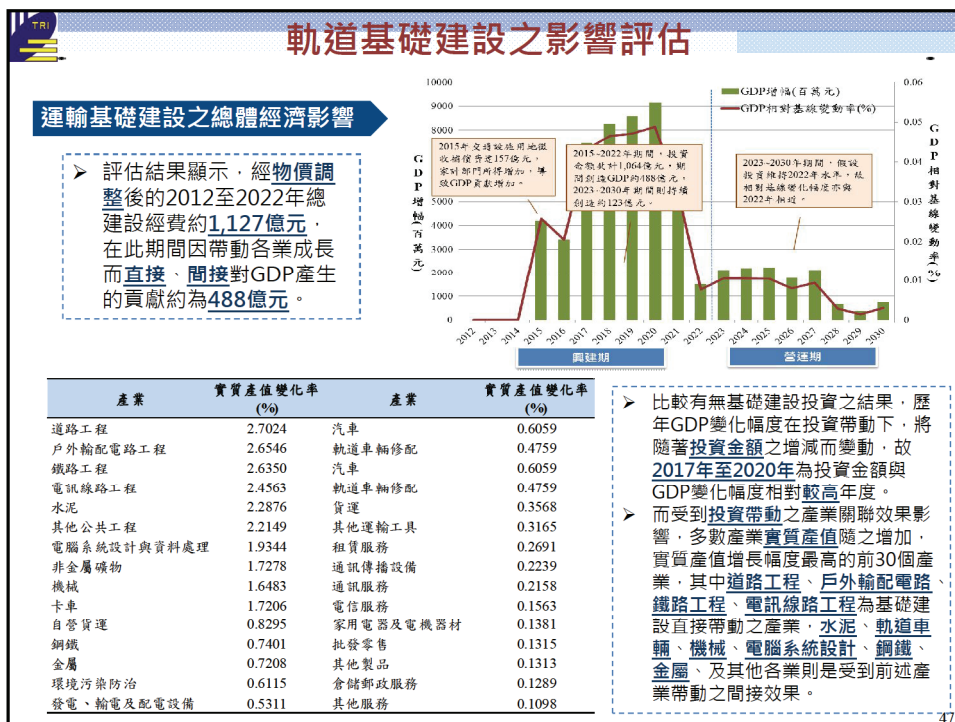 TRI
軌道基礎建設之影響評估
運輸基礎建設之總體經濟影響
➢ 評估結果顯示，經物價調
整後的2012至2022年總
建設經費約1,127億元，
在此期間因帶動各業成長
而直接、間接對GDP產生
的貢獻約為488億元。
GDP增幅(百萬元)
GDP相對基線變動率(%)
10000
9000
8000
7000
6000
5000
4000
3000
2000
1000
0
GDP增幅(百萬元)
0.06
0.05
0.04
0.03
0.02
0.01
0
GDP相對基線變動率(%)
2015年交通設施用地徵
收補償費達157億元，
家計部門所得增加，導
致GDP貢獻增加。
2015~2022年期間，投資
金額總計1,064億元，期
間創造GDP約488億元，
2023~2030年期間則持續
創造約123億元。
2023~2030年期間，假設
投資維持2022年水準，故
相對基線變化幅度亦與
2022年相近。
2012 2013 2014 2015 2016 2017 2018 2019 2020 2021 2022 2023 2024 2025 2026 2027 2028 2029 2030
興建期 營運期
產業 實質產值變化率(%) 產業 實質產值變化率(%)
道路工程 2.7024 汽車 0.6059
戶外輸配電路工程 2.6546 軌道車輛修配 0.4759
鐵路工程 2.6350 汽車 0.6059
電訊線路工程 2.4563 軌道車輛修配 0.4759
水泥 2.2876 貨運 0.3568
其他公共工程 2.2149 其他運輸工具 0.3165
電腦系統設計與資料處理 1.9344 租賃服務 0.2691
非金屬礦物 1.7278 通訊傳播設備 0.2239
機械 1.6483 通訊服務 0.2158
卡車 1.7206 電信服務 0.1563
自營貨運 0.8295 家用電器及電機器材 0.1381
鋼鐵 0.7401 批發零售 0.1315
金屬 0.7208 其他製品 0.1313
環境污染防治 0.6115 倉儲郵政服務 0.1289
發電、輸電及配電設備 0.5311 其他服務 0.1098
➢ 比較有無基礎建設投資之結果，歷
年GDP變化幅度在投資帶動下，將
隨著投資金額之增減而變動，故
2017年至2020年為投資金額與
GDP變化幅度相對較高年度。
➢ 而受到投資帶動之產業關聯效果影
響，多數產業實質產值隨之增加，
實質產值增長幅度最高的前30個產
業，其中道路工程、戶外輸配電路、
鐵路工程、電訊線路工程為基礎建
設直接帶動之產業，水泥、軌道車
輛、機械、電腦系統設計、鋼鐵、
金屬、及其他各業則是受到前述產
業帶動之間接效果。
47